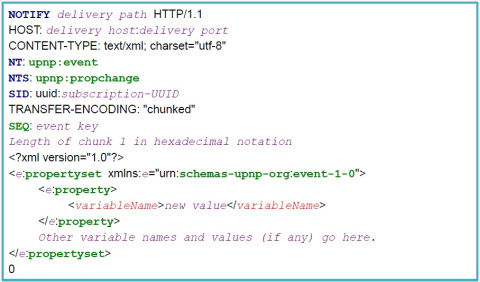 NOTIFY delivery path HTTP/1.1
HOST: delivery host:delivery port
CONTENT-TYPE: text/xml; charset="utf-8"
NT: upnp:event
NTS: upnp:propchange
SID: uuid:subscription-UUID
TRANSFER-ENCODING: "chunked"
SEQ: event key
Length of chunk 1 in hexadecimal notation
<?xml version="1.0"?>
<e:propertyset xmlns:e="urn:schemas-upnp-org:event-1-0">
<e:property>
<variableName>new value</variableName>
</e:property>
Other variable names and values (if any) go here.
</e:propertyset>
0